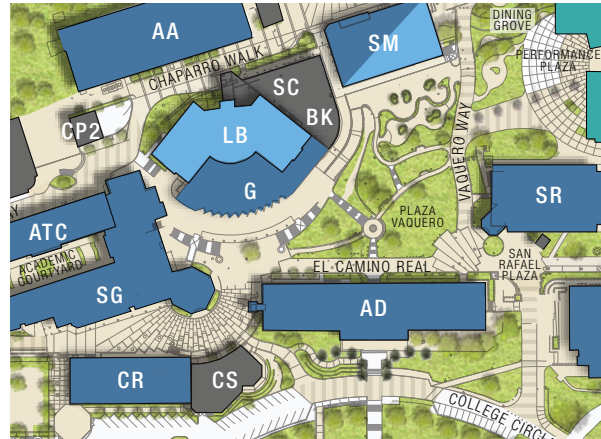 DINING
GROVE
AA
SM
CHAPARRO WALK
PERFORMANCE
PLAZA
SC
BK
CP2
LB
VAQUERO WAY
G
SR
PLAZA
VAQUERO
ATC
ACADEMIC
COURTYARD
EL CAMINO REAL
SAN
RAFAEL
PLAZA
SG
AD
CR
CS
COLLEGE CIRCL